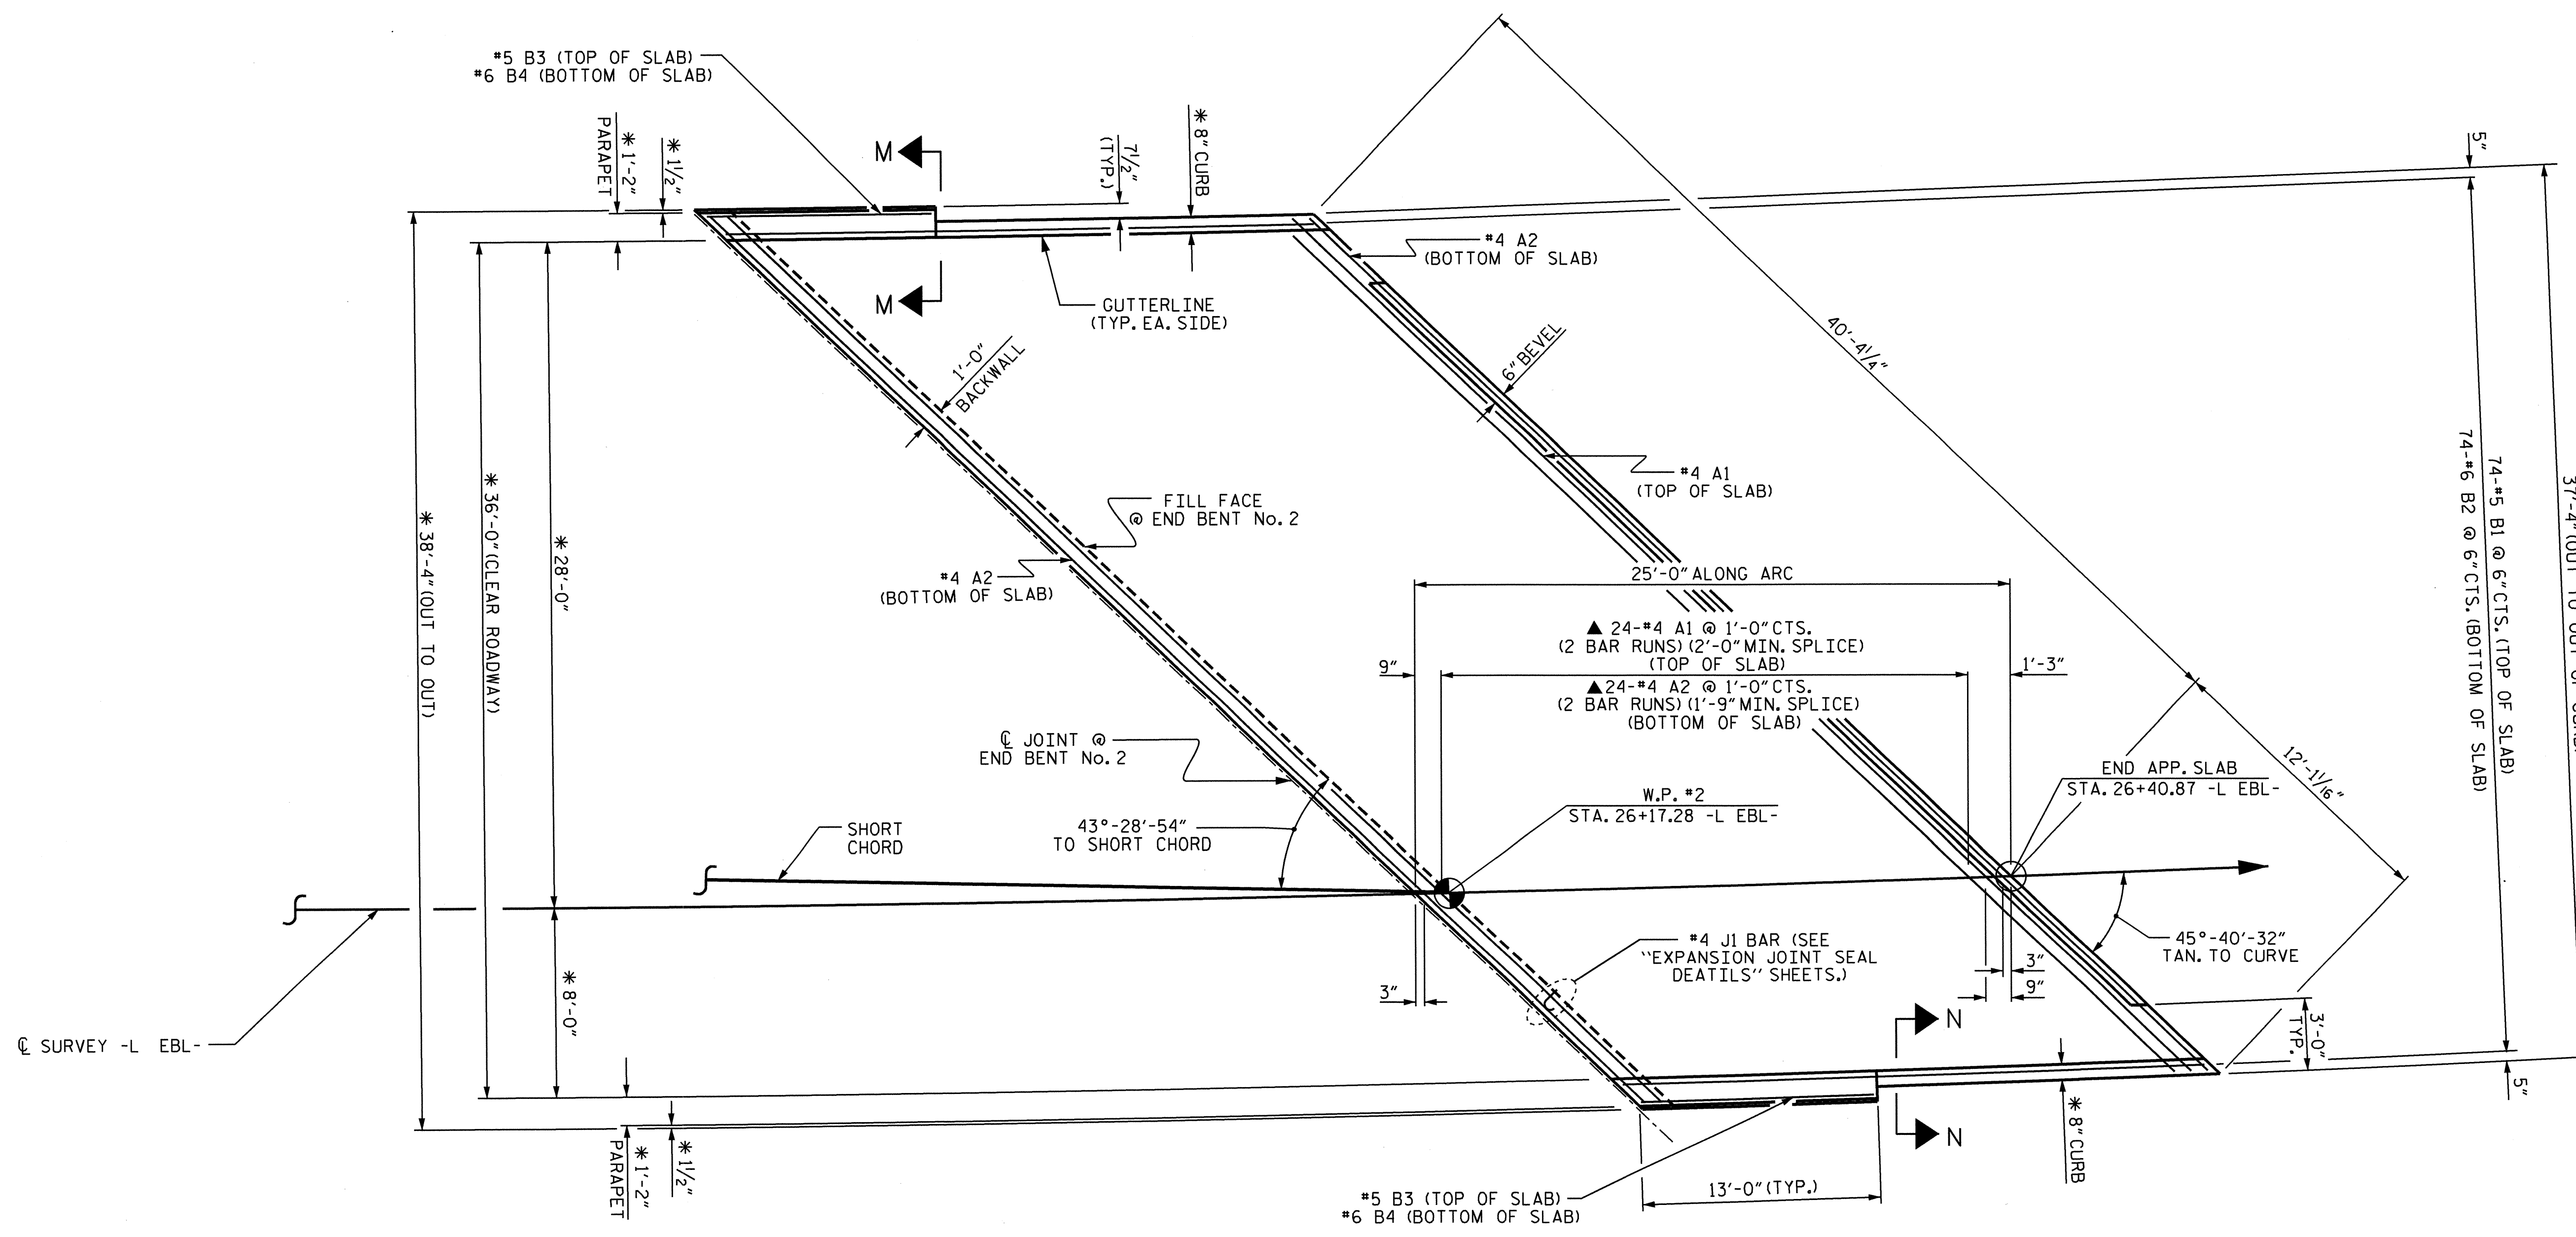 #5 B3 (TOP OF SLAB)
#6 B4 (BOTTOM OF SLAB)
* 1'-2"
PARAPET
* 1½"
M
7½"
(TYP.)
* 8" CURB
5"
#4 A2
(BOTTOM OF SLAB)
M
GUTTERLINE
(TYP. EA. SIDE)
40'-4¼"
1'-0"
BACKWALL
6" BEVEL
#4 A1
(TOP OF SLAB)
FILL FACE
@ END BENT No. 2
* 38'-4" (OUT TO OUT)
* 36'-0" (CLEAR ROADWAY)
* 28'-0"
#4 A2
(BOTTOM OF SLAB)
25'-0" ALONG ARC
▲ 24-#4 A1 @ 1'-0" CTS.
(2 BAR RUNS) (2'-0" MIN. SPLICE)
(TOP OF SLAB)
9"
1'-3"
▲24-#4 A2 @ 1'-0" CTS.
(2 BAR RUNS) (1'-9" MIN. SPLICE)
(BOTTOM OF SLAB)
74-#5 B1 @ 6" CTS. (TOP OF SLAB)
74-#6 B2 @ 6" CTS. (BOTTOM OF SLAB)
℄ JOINT @
END BENT No. 2
END APP. SLAB
STA. 26+40.87 -L EBL-
12'-1 1/16"
W.P. #2
STA. 26+17.28 -L EBL-
SHORT
CHORD
43°-28'-54"
TO SHORT CHORD
#4 J1 BAR (SEE
"EXPANSION JOINT SEAL
DEATILS" SHEETS.)
45°-40'-32"
TAN. TO CURVE
3"
9"
3"
* 8'-0"
℄ SURVEY -L EBL-
N
3'-0"
TYP.
5"
* 8" CURB
N
* 1½"
* 1'-2"
PARAPET
13'-0" (TYP.)
#5 B3 (TOP OF SLAB)
#6 B4 (BOTTOM OF SLAB)